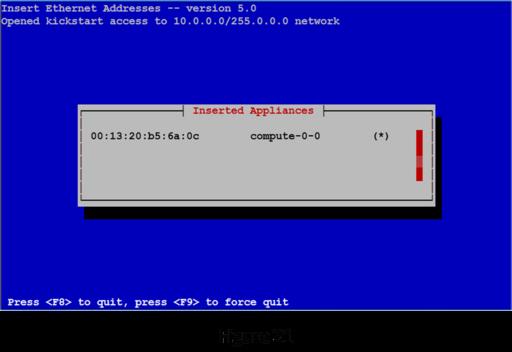 Insert Ethernet Addresses -- version 5.0
Opened kickstart access to 10.0.0.0/255.0.0.0 network
Inserted Appliances
00:13:20:b5:6a:0c compute-0-0 (*)
Press <F8> to quit, press <F9> to force quit